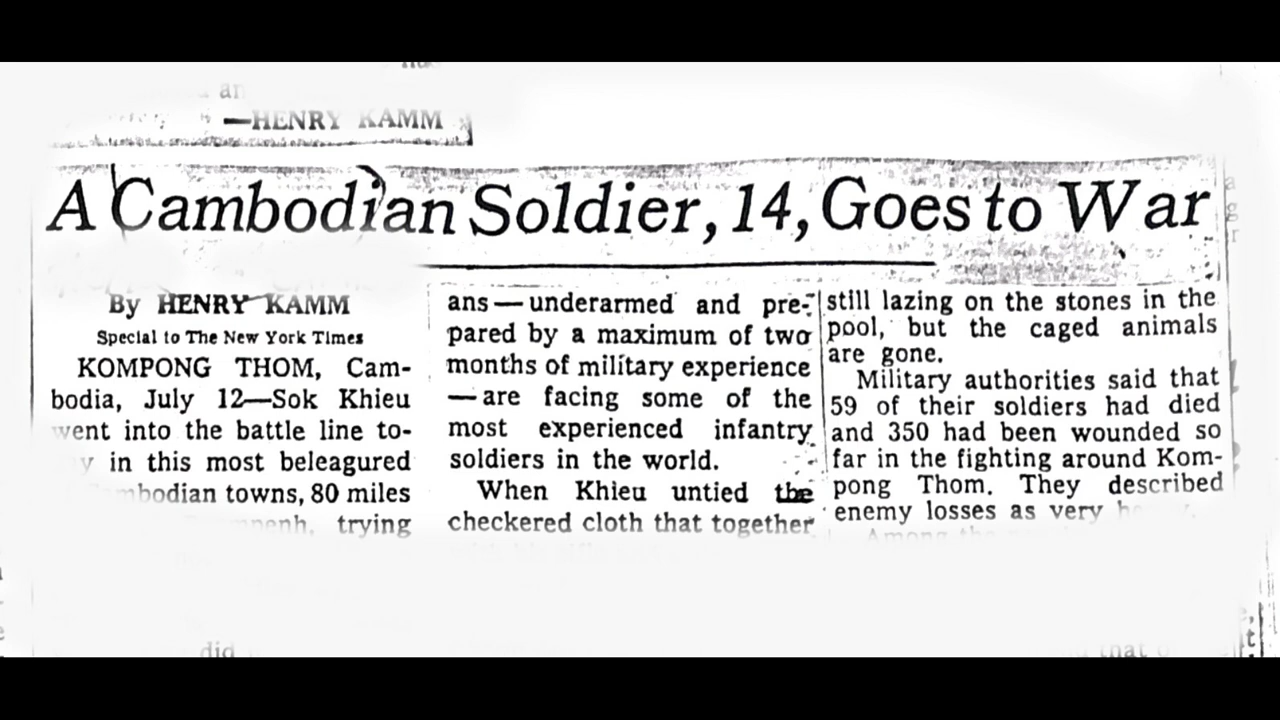 —HENRY KAMM
A Cambodian Soldier, 14, Goes to War
By HENRY KAMM
Special to The New York Times
KOMPONG THOM, Cam-
bodia, July 12—Sok Khieu
went into the battle line to-
in this most beleagured
towns, 80 miles
trying
ans — underarmed and pre-
pared by a maximum of two
months of military experience
— are facing some of the
most experienced infantry
soldiers in the world.
When Khieu untied the
checkered cloth that together
still lazing on the stones in the
pool, but the caged animals
are gone.
Military authorities said that
59 of their soldiers had died
and 350 had been wounded so
far in the fighting around Kom-
pong Thom. They described
enemy losses as very
did
that